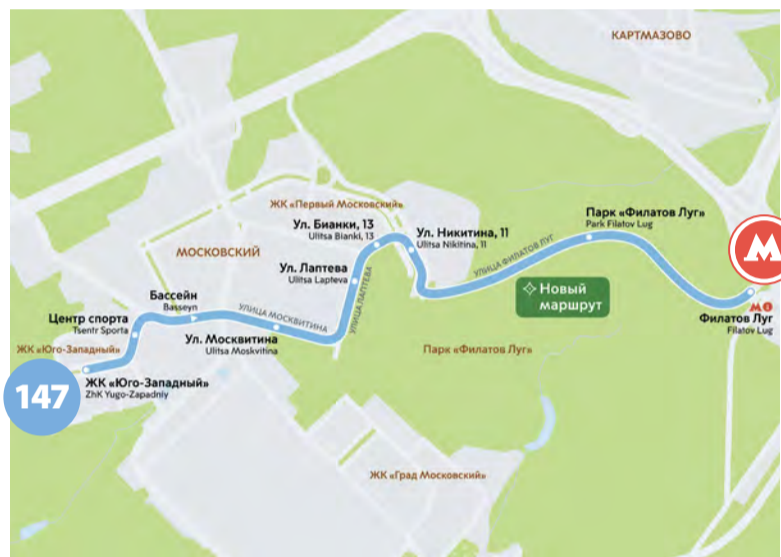 КАРТМАЗОВО
ЖК «Первый Московский»
Ул. Бианки, 13
Ulitsa Bianki, 13
Ул. Никитина, 11
Ulitsa Nikitina, 11
Парк «Филатов Луг»
Park Filatov Lug
МОСКОВСКИЙ
УЛИЦА ФИЛАТОВ ЛУГ
М
Ул. Лаптева
Ulitsa Lapteva
УЛИЦА ЛАПТЕВА
Новый
маршрут
Бассейн
Basseyn
УЛИЦА МОСКВИТИНА
М 1
Филатов Луг
Filatov Lug
Центр спорта
Tsentr Sporta
Ул. Москвитина
Ulitsa Moskvitina
ЖК «Юго-Западный»
Парк «Филатов Луг»
147
ЖК «Юго-Западный»
ZhK Yugo-Zapadniy
ЖК «Град Московский»